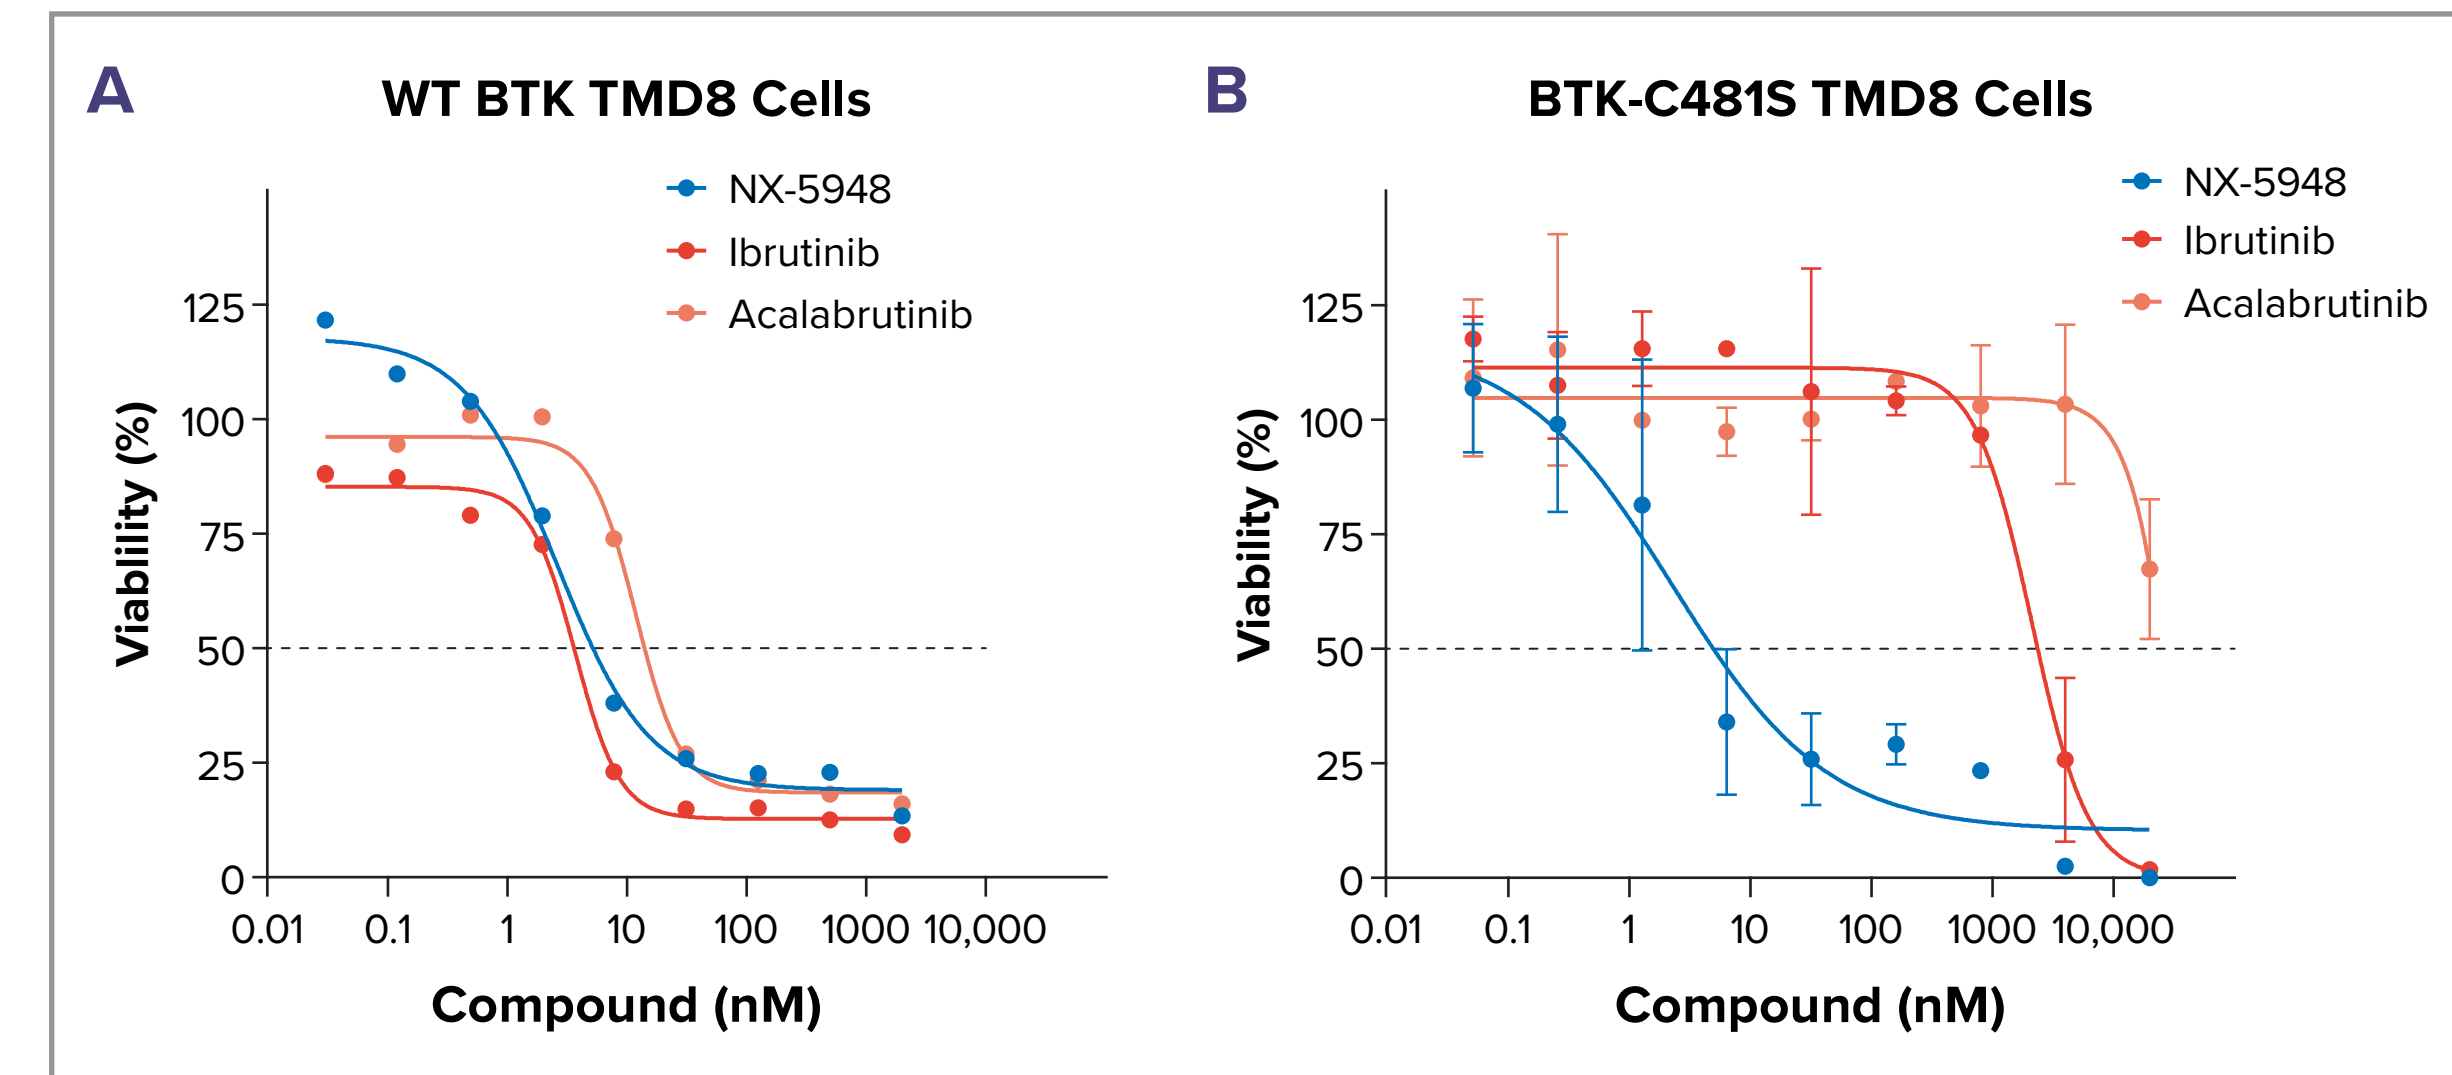 A
WT BTK TMD8 Cells
NX-5948
Ibrutinib
Acalabrutinib
Viability (%)
125
100
75
50
25
0
0.01 0.1 1 10 100 1000 10,000
Compound (nM)
B
BTK-C481S TMD8 Cells
NX-5948
Ibrutinib
Acalabrutinib
Viability (%)
125
100
75
50
25
0
0.01 0.1 1 10 100 1000 10,000
Compound (nM)